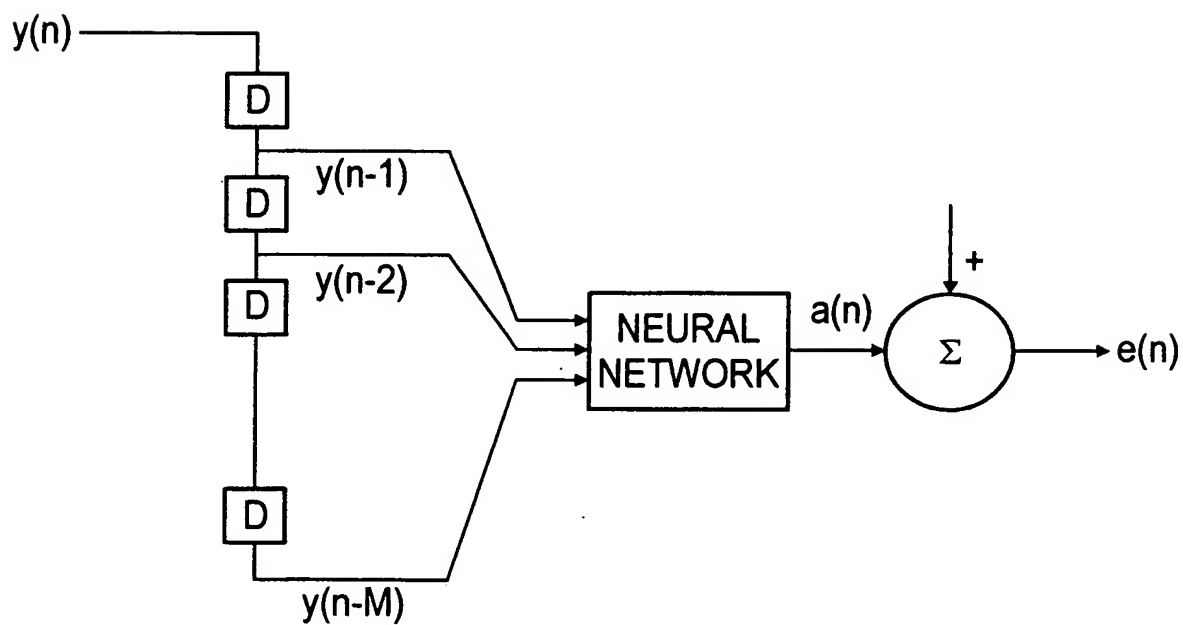 y(n)
D
y(n-1)
D
y(n-2)
D
+
NEURAL
NETWORK
a(n)
Σ
e(n)
D
y(n-M)